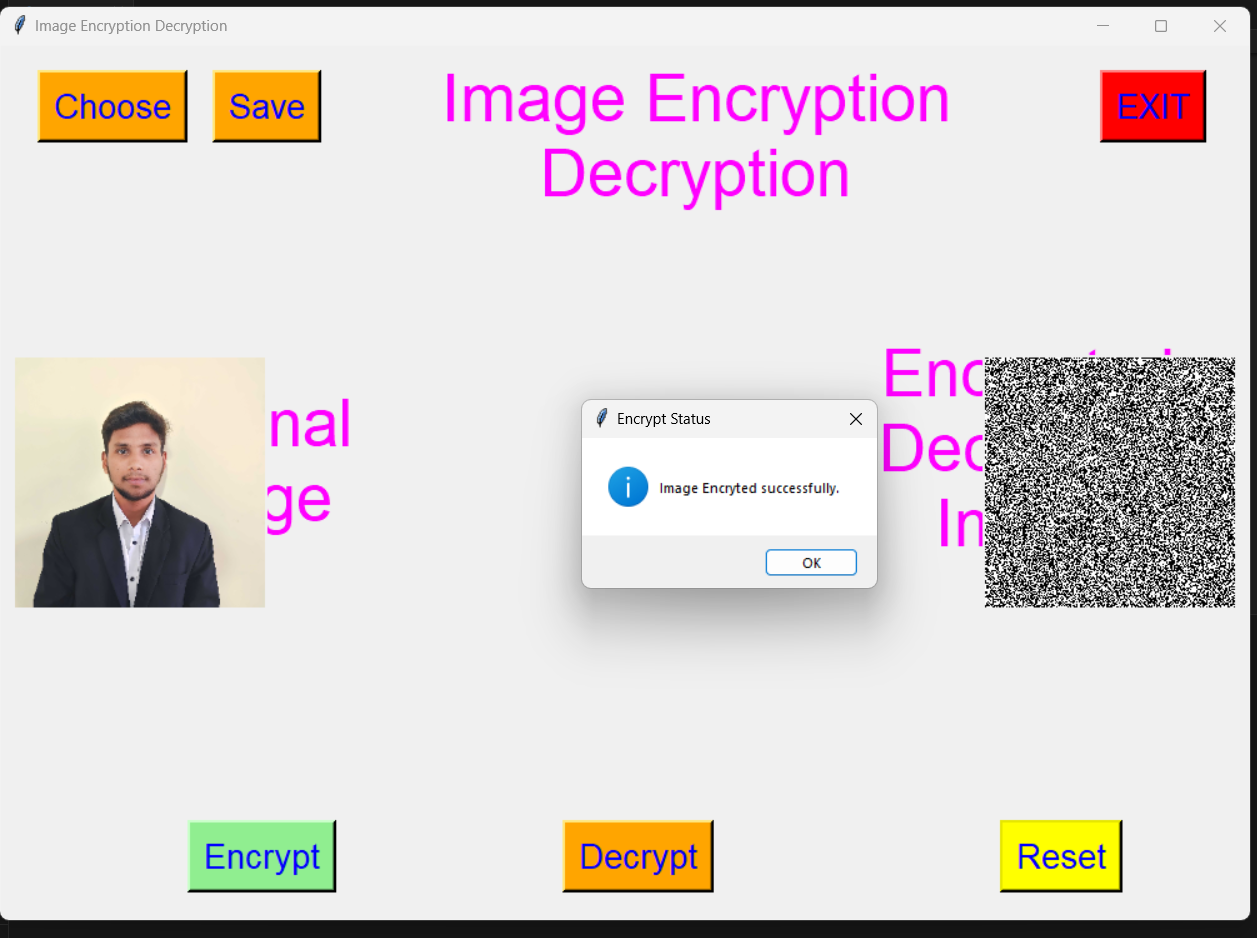 Image Encryption Decryption
Choose
Save
Image Encryption
Decryption
EXIT
nal
ge
Enc
Dec
Encrypt Status
Image Encryted successfully.
OK
Encrypt
Decrypt
Reset